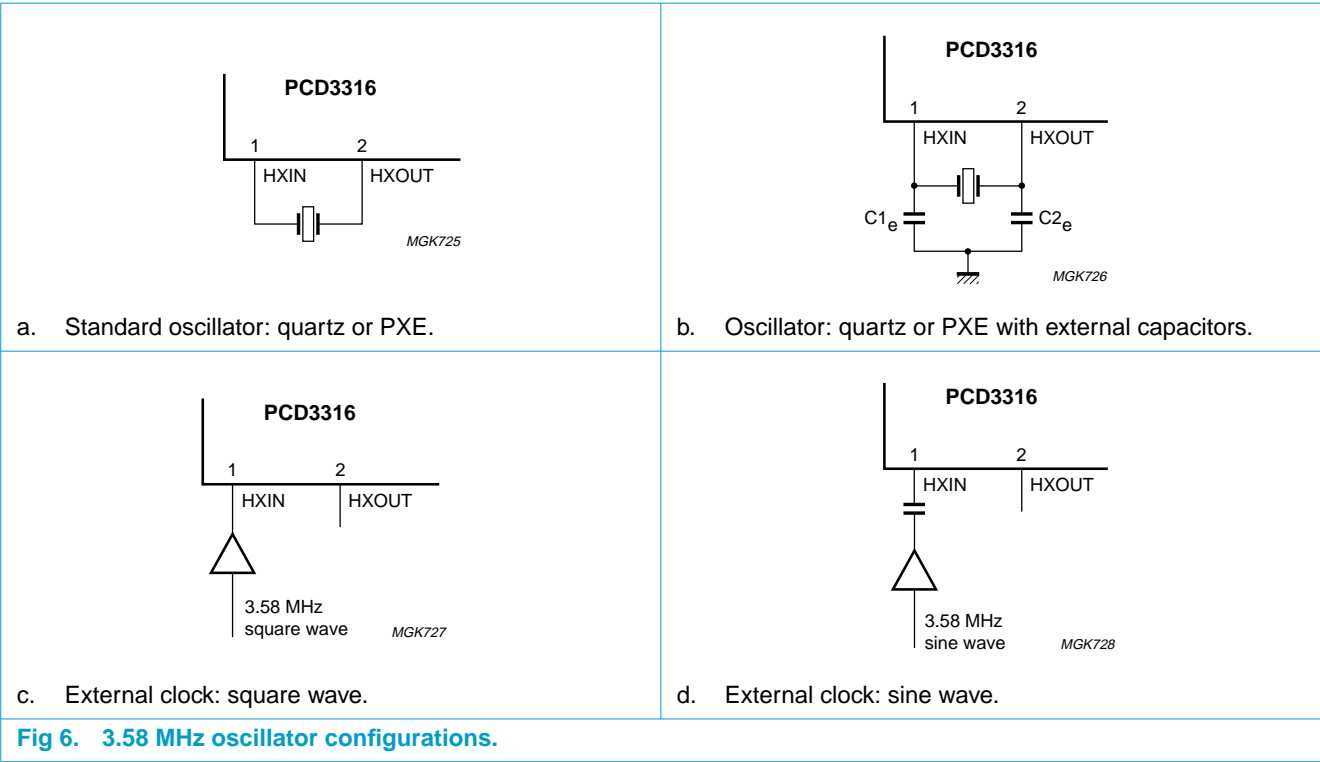 PCD3316
1 2
HXIN HXOUT
MGK725
a. Standard oscillator: quartz or PXE.
PCD3316
1 2
HXIN HXOUT
C1e C2e
MGK726
b. Oscillator: quartz or PXE with external capacitors.
PCD3316
1 2
HXIN HXOUT
3.58 MHz
square wave MGK727
c. External clock: square wave.
PCD3316
1 2
HXIN HXOUT
3.58 MHz
sine wave MGK728
d. External clock: sine wave.
Fig 6. 3.58 MHz oscillator configurations.